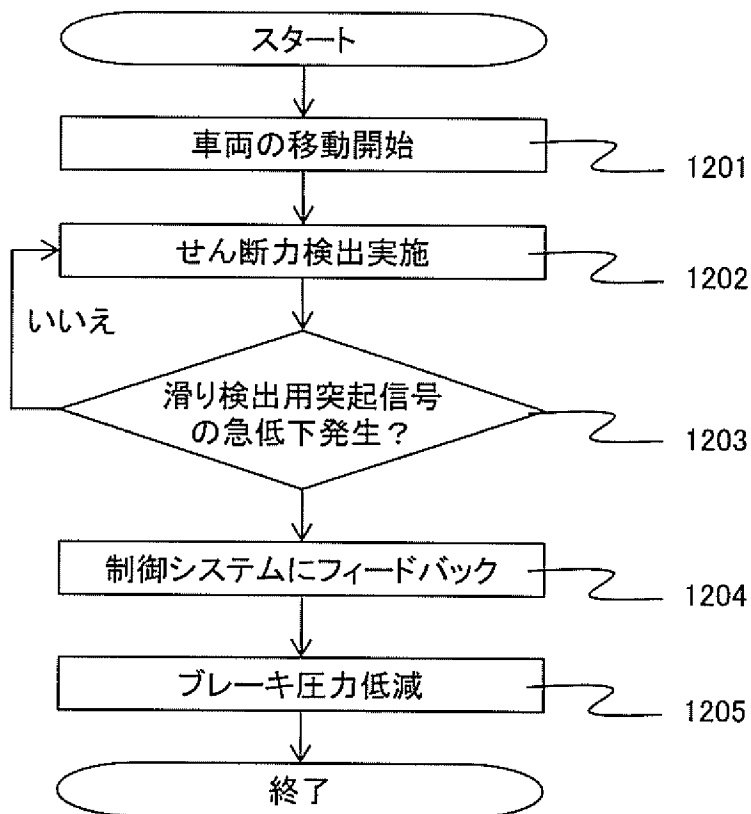 スタート
車両の移動開始
1201
せん断力検出実施
1202
いいえ
滑り検出用突起信号
の急低下発生？
1203
制御システムにフィードバック
1204
ブレーキ圧力低減
1205
終了